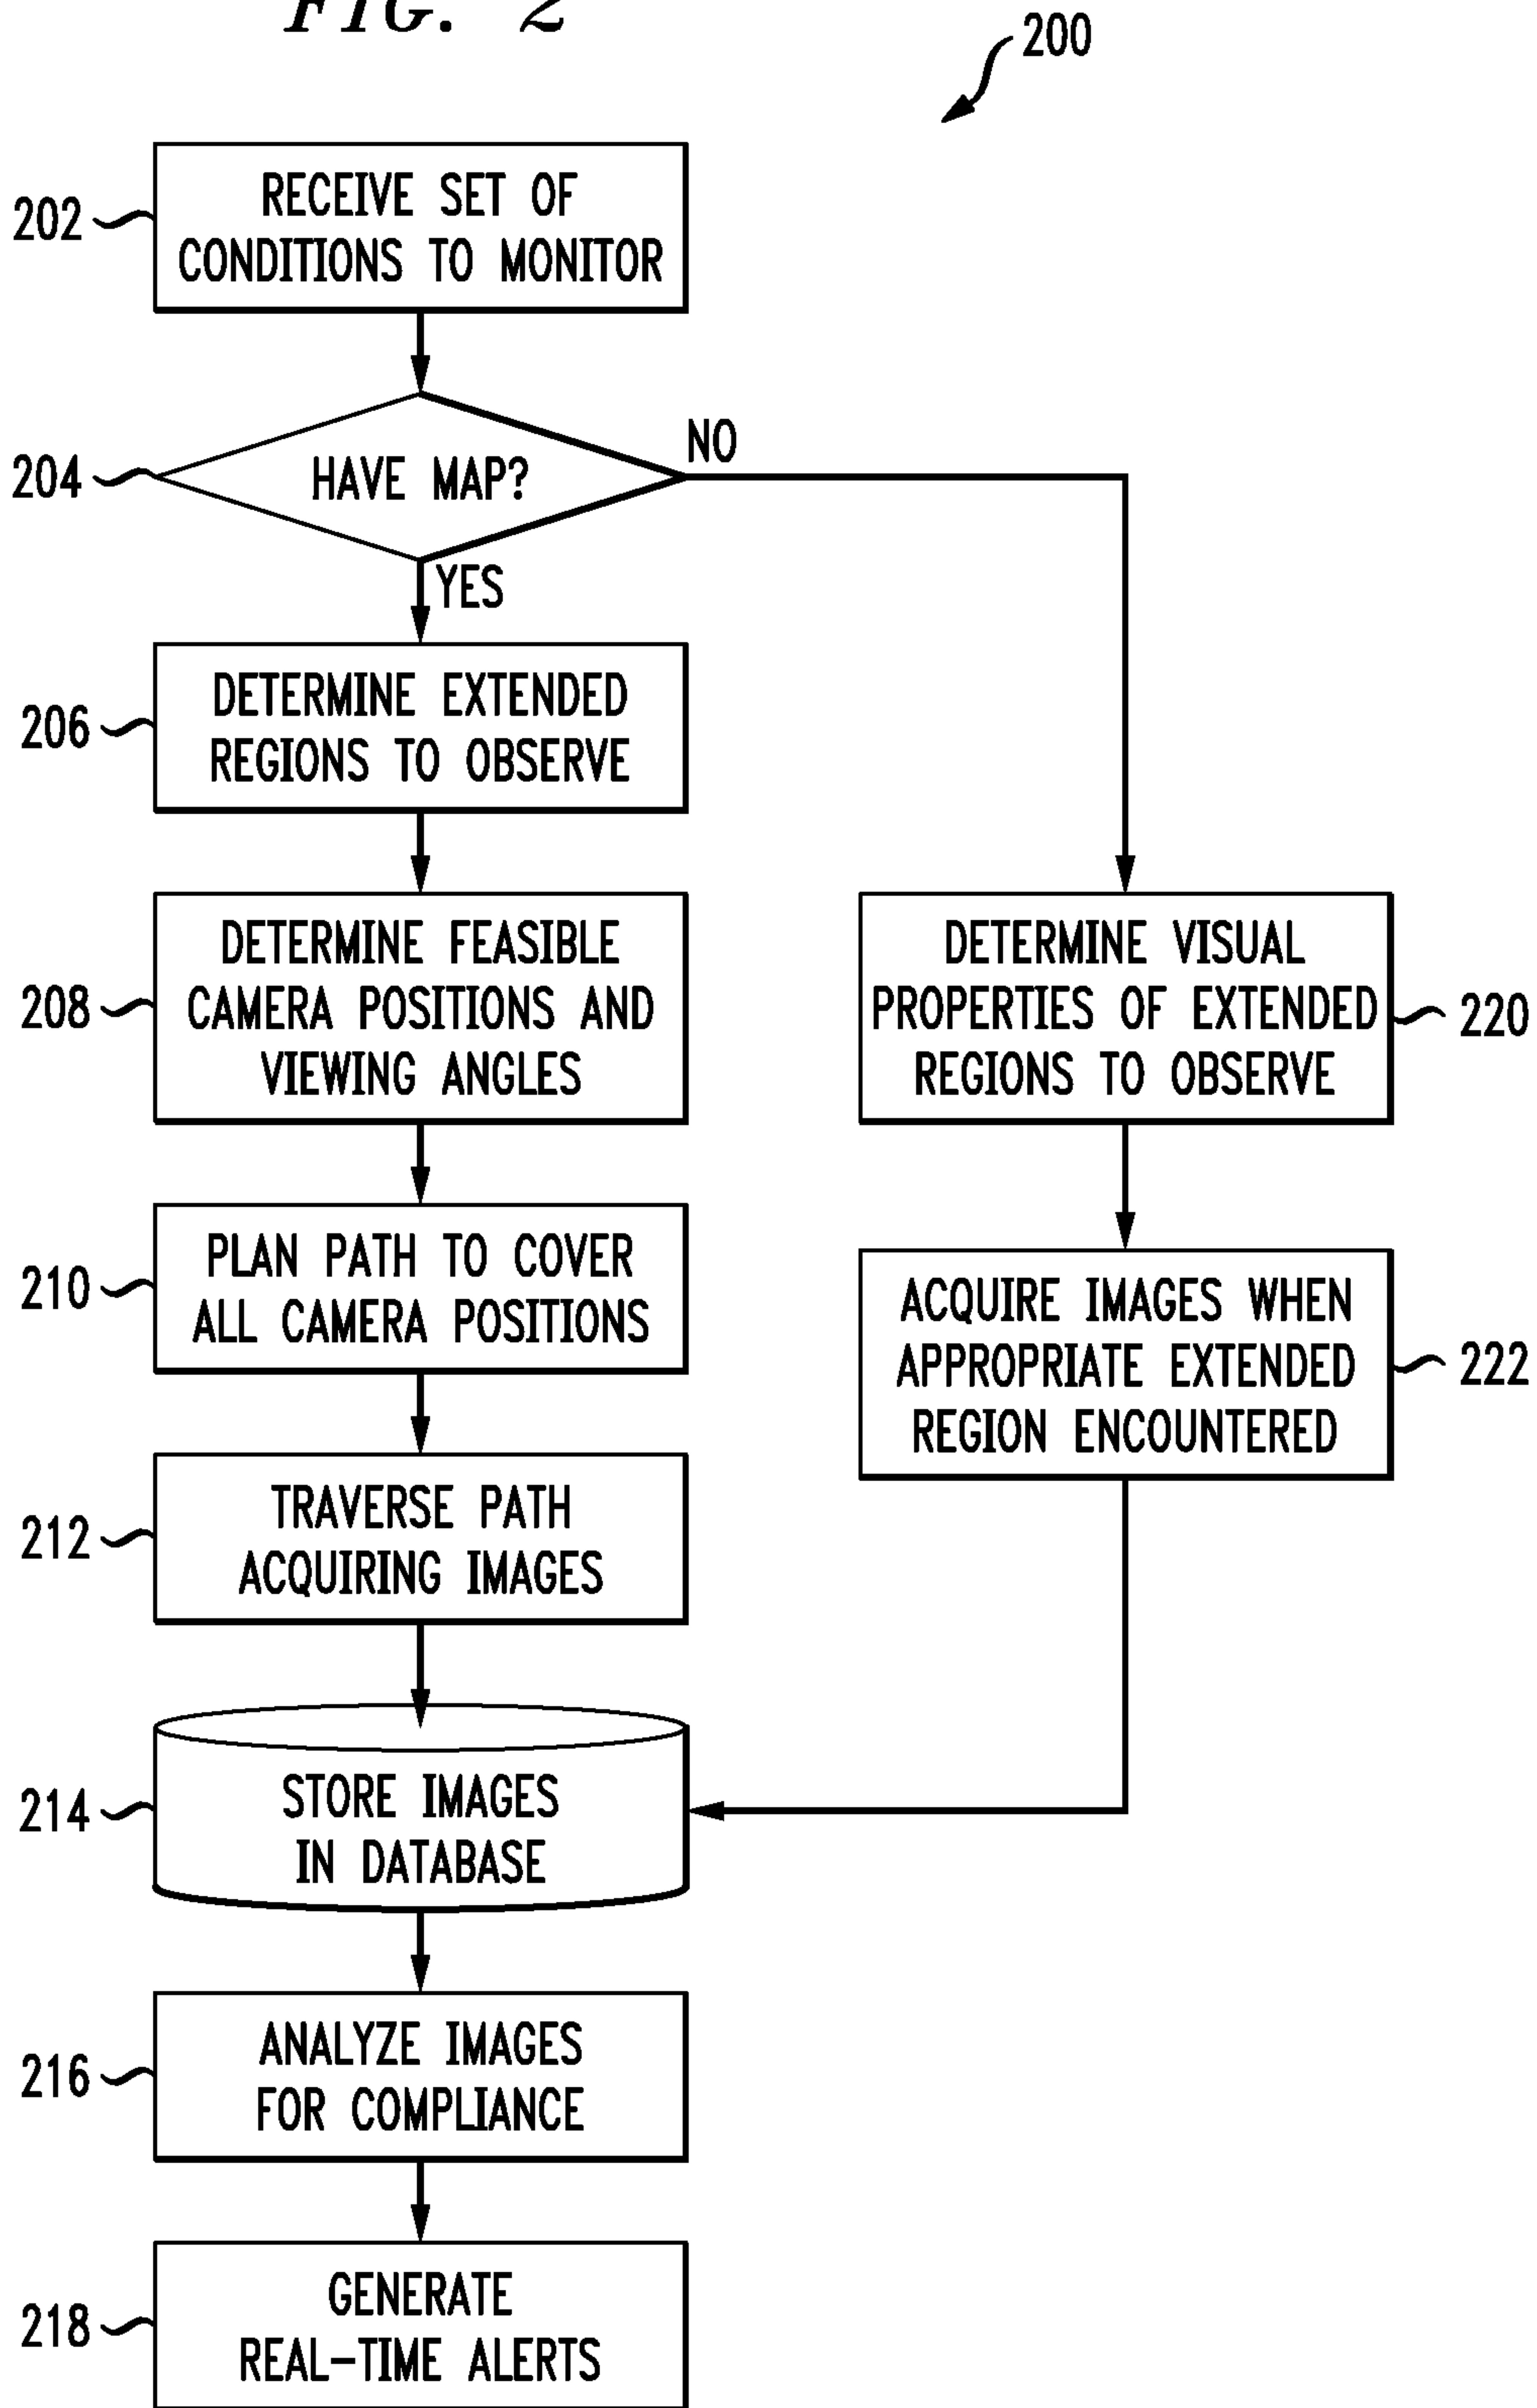 FIG. 2
200
202
RECEIVE SET OF
CONDITIONS TO MONITOR
204
HAVE MAP?
NO
YES
206
DETERMINE EXTENDED
REGIONS TO OBSERVE
208
DETERMINE FEASIBLE
CAMERA POSITIONS AND
VIEWING ANGLES
DETERMINE VISUAL
PROPERTIES OF EXTENDED
REGIONS TO OBSERVE
220
210
PLAN PATH TO COVER
ALL CAMERA POSITIONS
ACQUIRE IMAGES WHEN
APPROPRIATE EXTENDED
REGION ENCOUNTERED
222
212
TRAVERSE PATH
ACQUIRING IMAGES
214
STORE IMAGES
IN DATABASE
216
ANALYZE IMAGES
FOR COMPLIANCE
218
GENERATE
REAL-TIME ALERTS